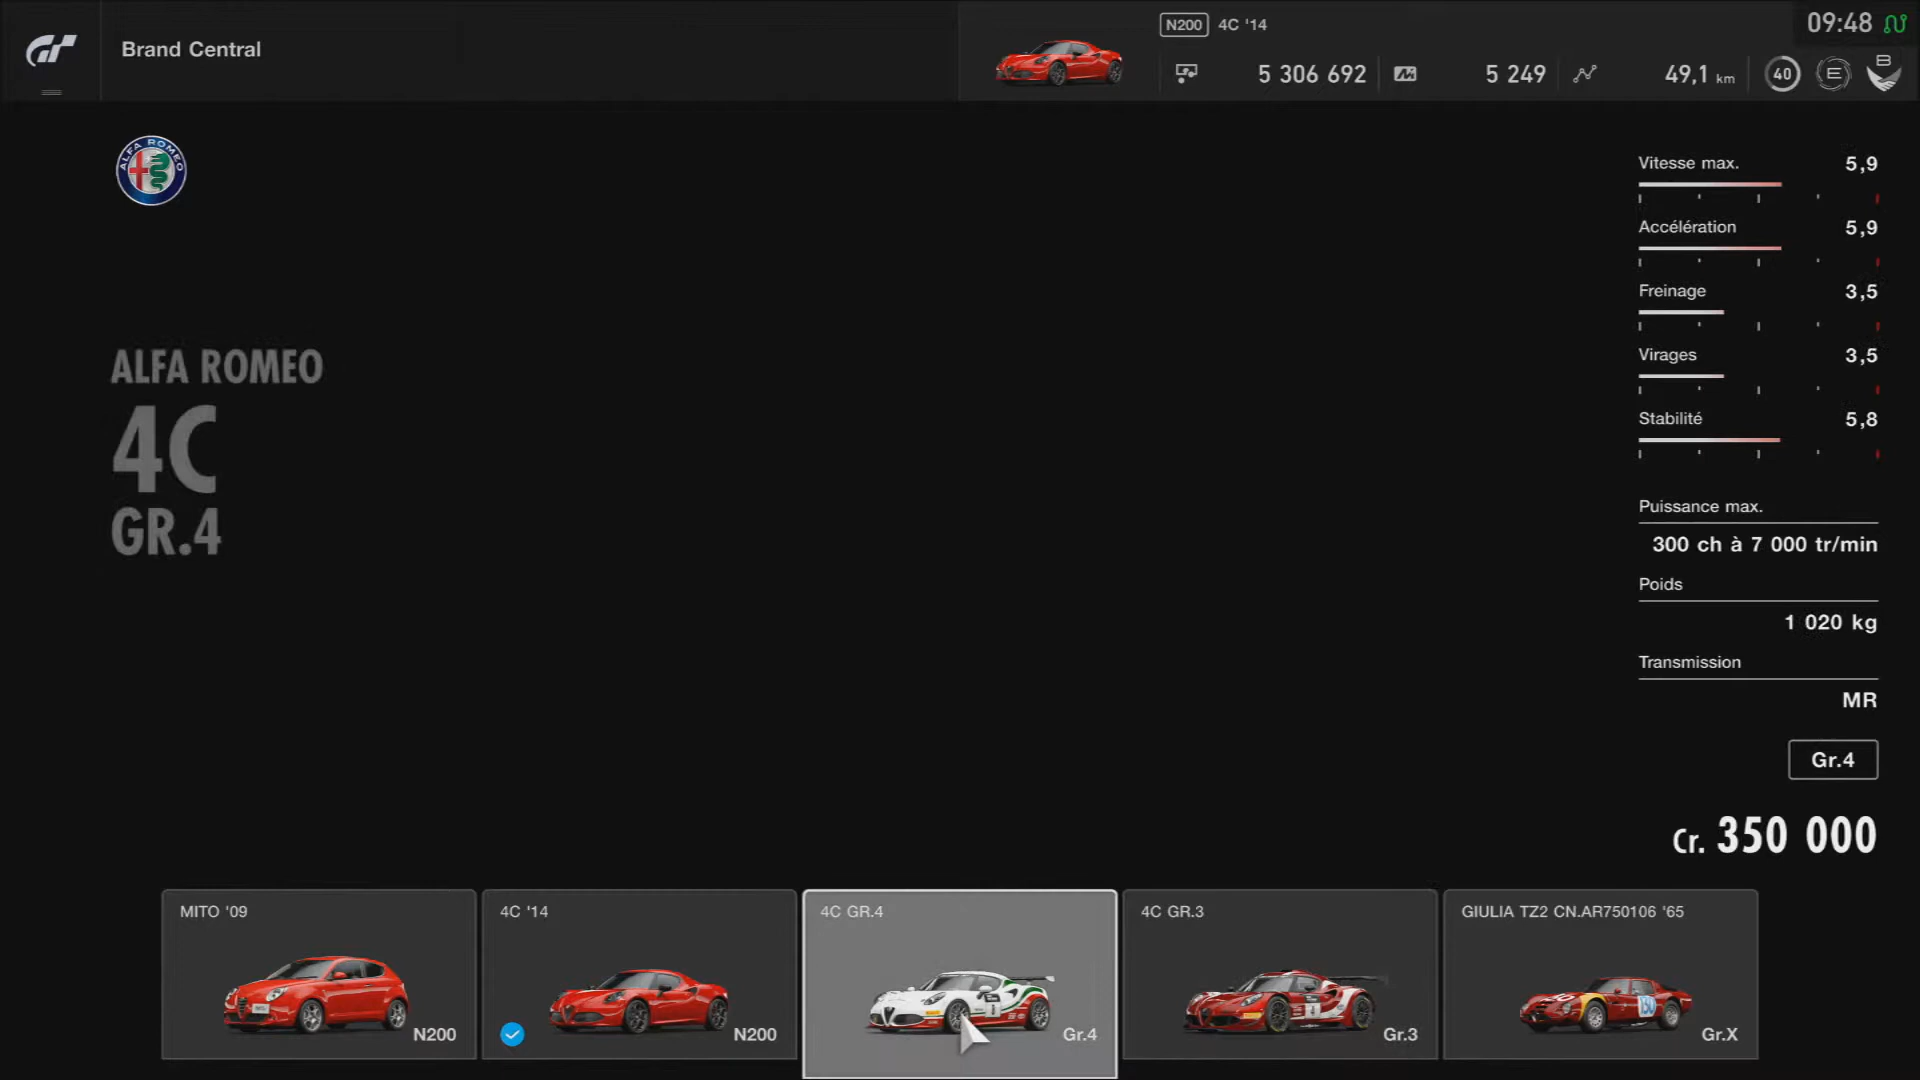 Brand Central
N200 4C '14
5 306 692
5 249
49,1 km
40
E
B
09:48
ALFA ROMEO
ALFA ROMEO
4C
GR.4
Vitesse max. 5,9
Accélération 5,9
Freinage 3,5
Virages 3,5
Stabilité 5,8
Puissance max.
300 ch à 7 000 tr/min
Poids
1 020 kg
Transmission
MR
Gr.4
Cr. 350 000
MITO '09
N200
4C '14
N200
4C GR.4
Gr.4
4C GR.3
Gr.3
GIULIA TZ2 CN.AR750106 '65
Gr.X